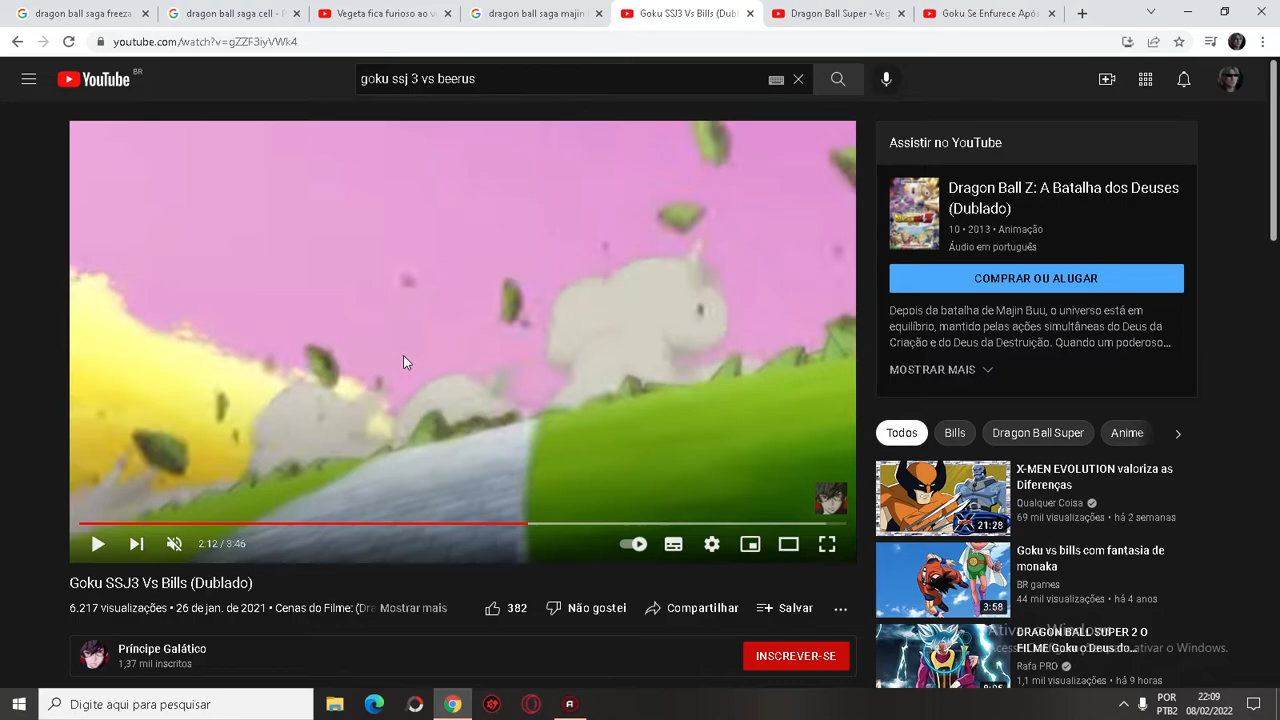 dragon ball saga freeza
dragon ball saga cell - P
Vegeta fica furioso ao ve
dragon ball saga majin
Goku SSJ3 Vs Bills (Dubl
Dragon Ball Super - Veg
Goku Se Enfurece Apó
youtube.com/watch?v=gZZF3iyVWk4
YouTube BR
goku ssj 3 vs beerus
Assistir no YouTube
Dragon Ball Z: A Batalha dos Deuses
(Dublado)
10 • 2013 • Animação
Áudio em português
COMPRAR OU ALUGAR
Depois da batalha de Majin Buu, o universo está em
equilíbrio, mantido pelas ações simultâneas do Deus da
Criação e do Deus da Destruição. Quando um poderoso...
MOSTRAR MAIS
Todos
Bills
Dragon Ball Super
Anime
X-MEN EVOLUTION valoriza as
Diferenças
Qualquer Coisa
69 mil visualizações • há 2 semanas
21:28
Goku vs bills com fantasia de
monaka
BR games
44 mil visualizações • há 4 anos
3:58
DRAGON BALL SUPER 2 O
FILME Goku o Deus do...
Rafa PRO
1,1 mil visualizações • há 9 horas
2:12 / 3:46
Goku SSJ3 Vs Bills (Dublado)
6.217 visualizações • 26 de jan. de 2021 • Cenas do Filme: (Dra Mostrar mais
382
Não gostei
Compartilhar
Salvar
Príncipe Galático
1,37 mil inscritos
INSCREVER-SE
Digite aqui para pesquisar
POR
PTB2
22:09
08/02/2022